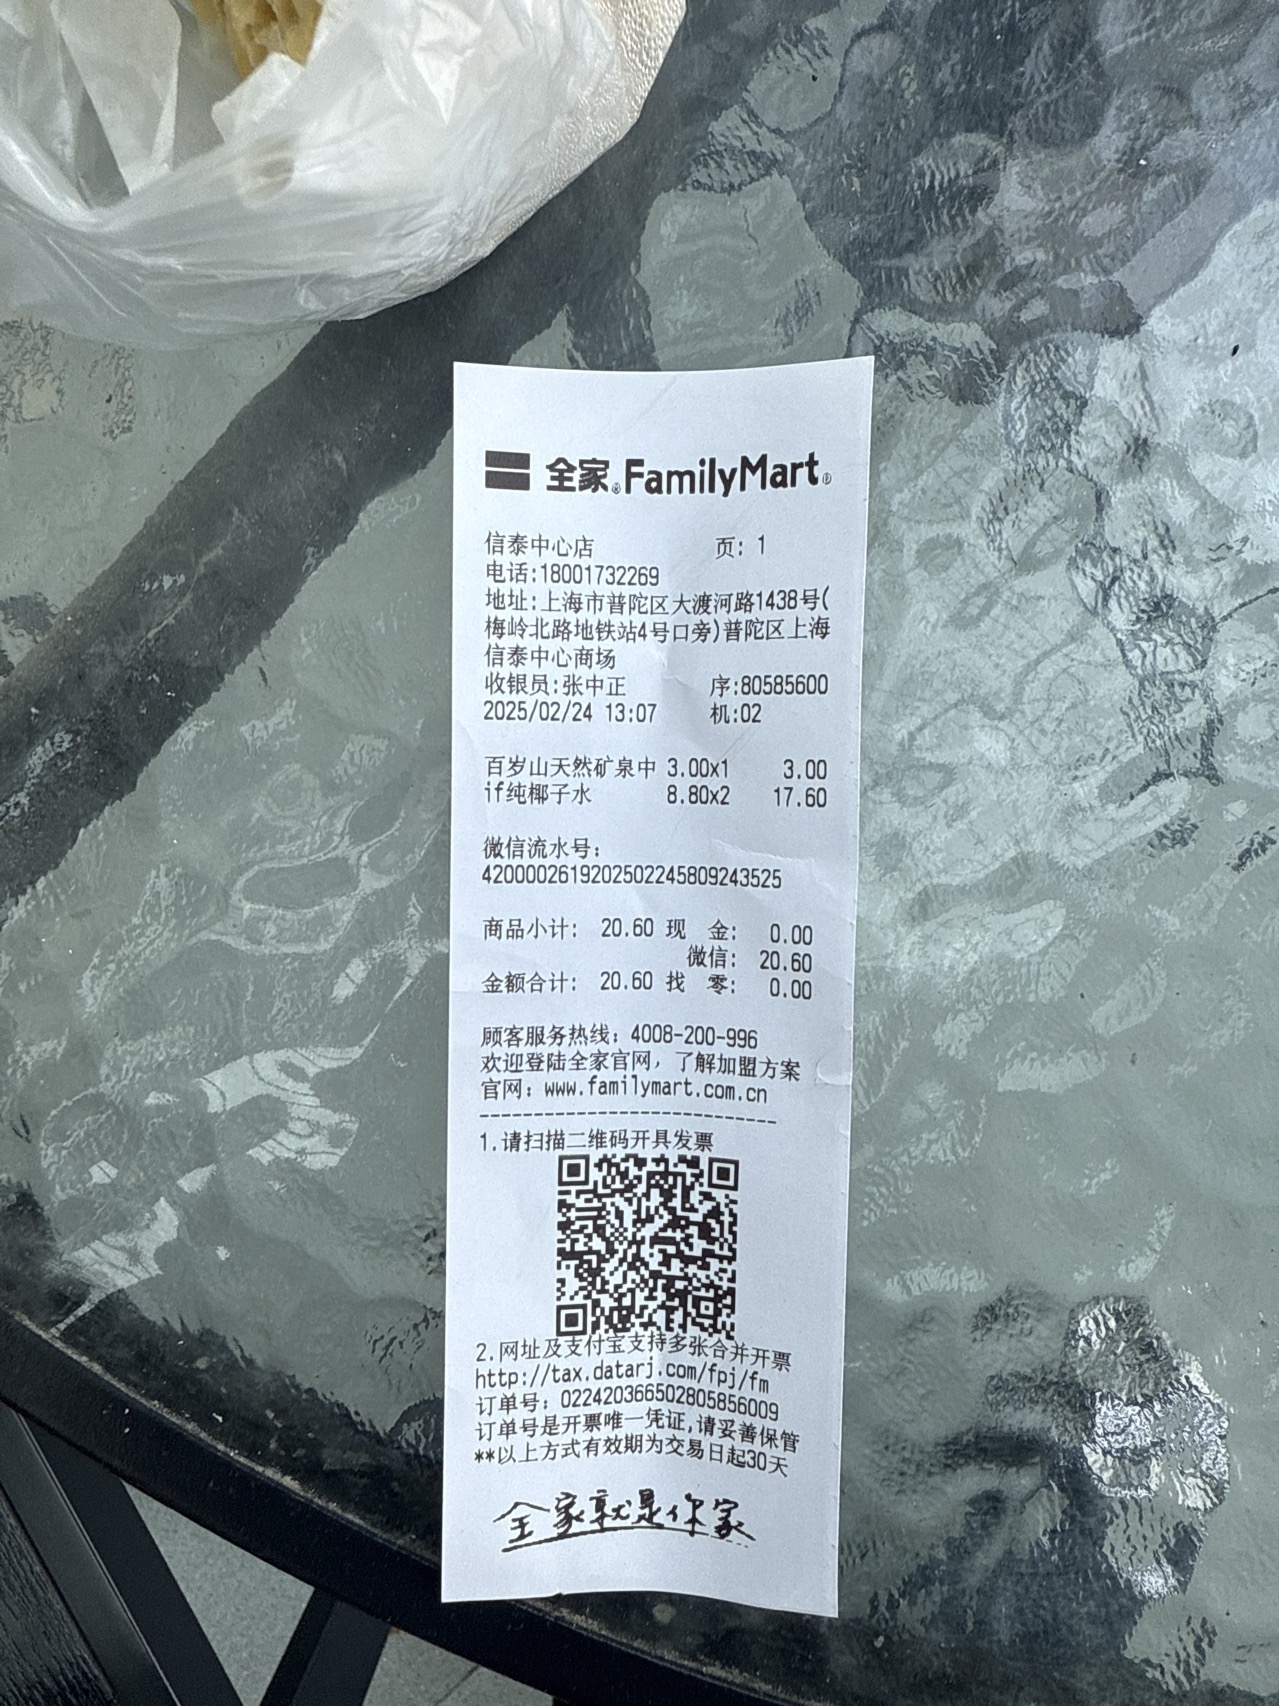 全家 FamilyMart
信泰中心店 页: 1
电话:18001732269
地址:上海市普陀区大渡河路1438号(
梅岭北路地铁站4号口旁)普陀区上海
信泰中心商场
收银员:张中正 序:80585600
2025/02/24 13:07 机:02
百岁山天然矿泉中 3.00x1 3.00
if纯椰子水 8.80x2 17.60
微信流水号:
4200002619202502245809243525
商品小计: 20.60 现 金: 0.00
微信: 20.60
金额合计: 20.60 找 零: 0.00
顾客服务热线: 4008-200-996
欢迎登陆全家官网，了解加盟方案
官网: www.familymart.com.cn
----------------------------
1.请扫描二维码开具发票
2.网址及支付宝支持多张合并开票
http://tax.datarj.com/fpj/fm
订单号: 022420366502805856009
订单号是开票唯一凭证,请妥善保管
**以上方式有效期为交易日起30天
全家就是你家